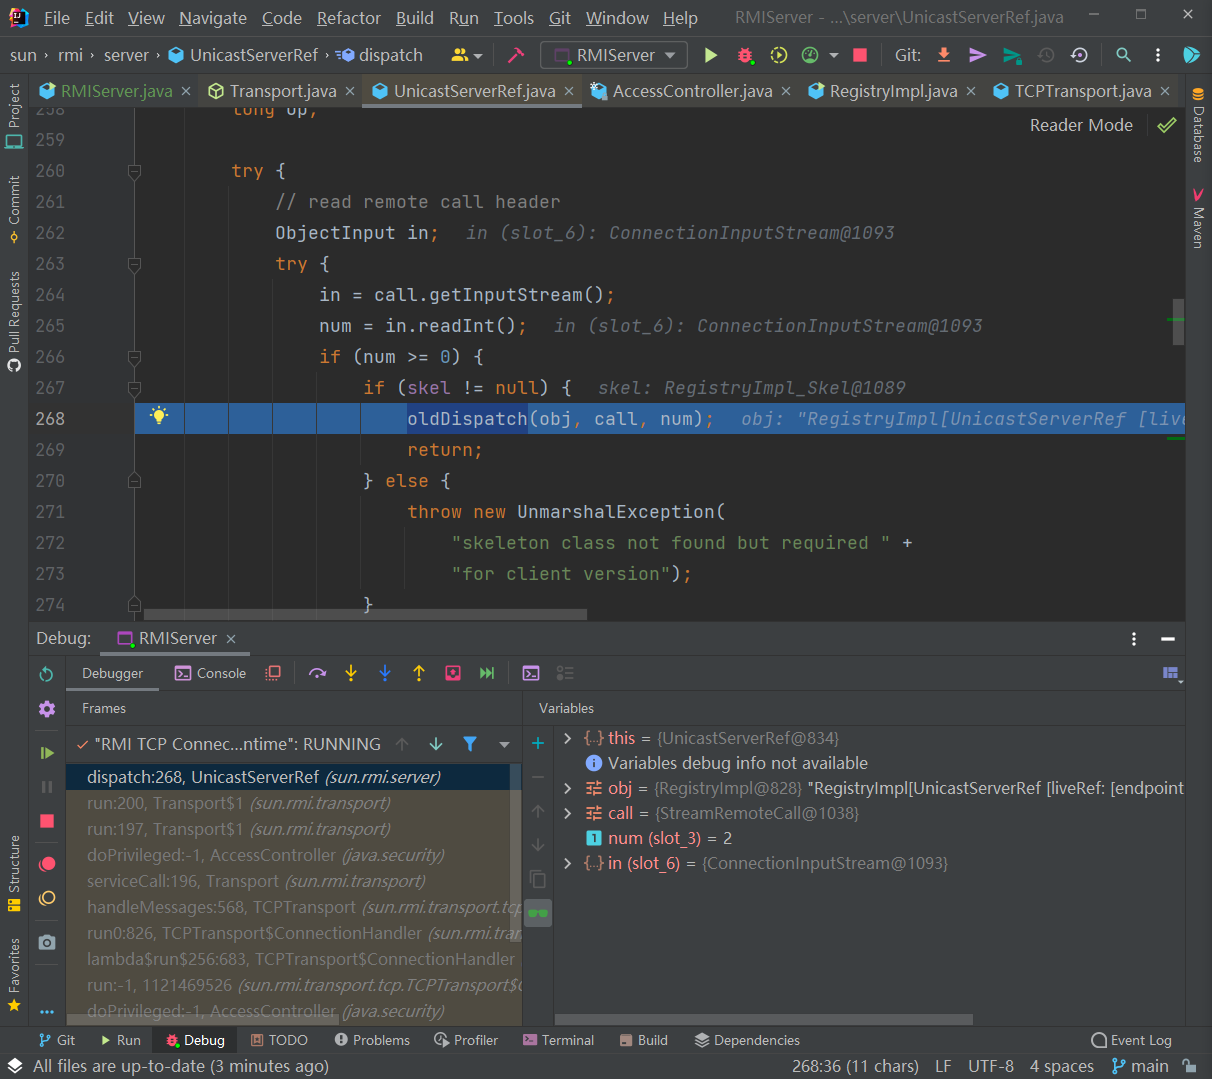 File Edit View Navigate Code Refactor Build Run Tools Git Window Help RMIServer - ...\server\UnicastServerRef.java
sun rmi server UnicastServerRef dispatch RMIServer Git:
RMIServer.java Transport.java UnicastServerRef.java AccessController.java RegistryImpl.java TCPTransport.java
Project
Commit
Pull Requests
Structure
Favorites
Database
Maven
Reader Mode
258 long op;
259
260 try {
261 // read remote call header
262 ObjectInput in; in (slot_6): ConnectionInputStream@1093
263 try {
264 in = call.getInputStream();
265 num = in.readInt(); in (slot_6): ConnectionInputStream@1093
266 if (num >= 0) {
267 if (skel != null) { skel: RegistryImpl_Skel@1089
268 oldDispatch(obj, call, num); obj: "RegistryImpl[UnicastServerRef [live
269 return;
270 } else {
271 throw new UnmarshalException(
272 "skeleton class not found but required " +
273 "for client version");
274 }
Debug: RMIServer
Debugger Console
Frames
"RMI TCP Connec...ntime": RUNNING
dispatch:268, UnicastServerRef (sun.rmi.server)
run:200, Transport$1 (sun.rmi.transport)
run:197, Transport$1 (sun.rmi.transport)
doPrivileged:-1, AccessController (java.security)
serviceCall:196, Transport (sun.rmi.transport)
handleMessages:568, TCPTransport (sun.rmi.transport.tcp
run0:826, TCPTransport$ConnectionHandler (sun.rmi.tran
lambda$run$256:683, TCPTransport$ConnectionHandler
run:-1, 1121469526 (sun.rmi.transport.tcp.TCPTransport$C
doPrivileged:-1, AccessController (java.security)
Variables
this = {UnicastServerRef@834}
Variables debug info not available
obj = {RegistryImpl@828} "RegistryImpl[UnicastServerRef [liveRef: [endpoint
call = {StreamRemoteCall@1038}
num (slot_3) = 2
in (slot_6) = {ConnectionInputStream@1093}
Git Run Debug TODO Problems Profiler Terminal Build Dependencies Event Log
All files are up-to-date (3 minutes ago) 268:36 (11 chars) LF UTF-8 4 spaces main